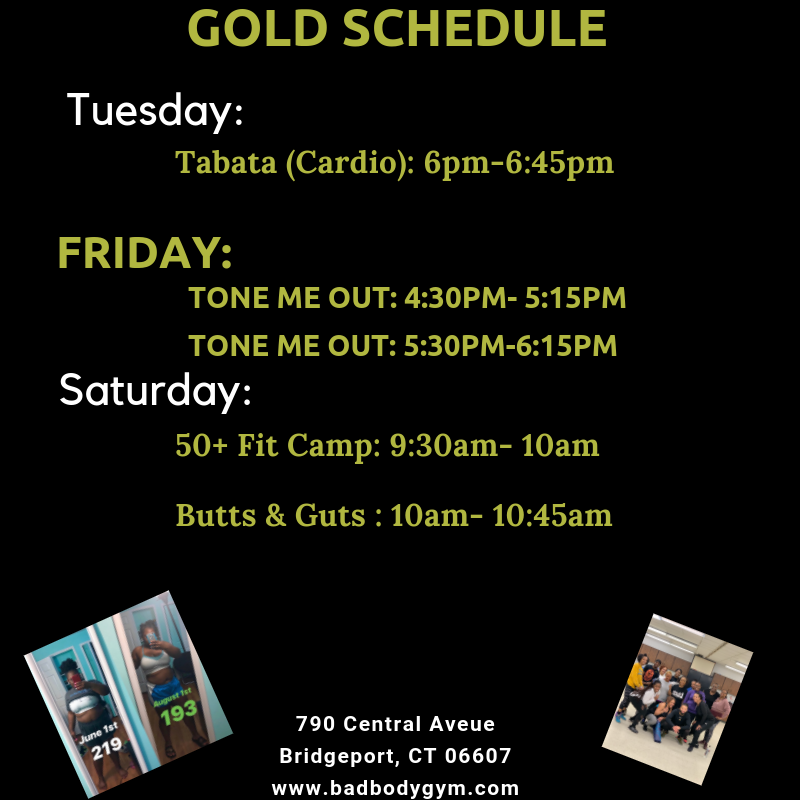 GOLD SCHEDULE
Tuesday:
Tabata (Cardio): 6pm-6:45pm
FRIDAY:
TONE ME OUT: 4:30PM- 5:15PM
TONE ME OUT: 5:30PM-6:15PM
Saturday:
50+ Fit Camp: 9:30am- 10am
Butts & Guts : 10am- 10:45am
June 1st
219
August 1st
193
790 Central Aveue
Bridgeport, CT 06607
www.badbodygym.com